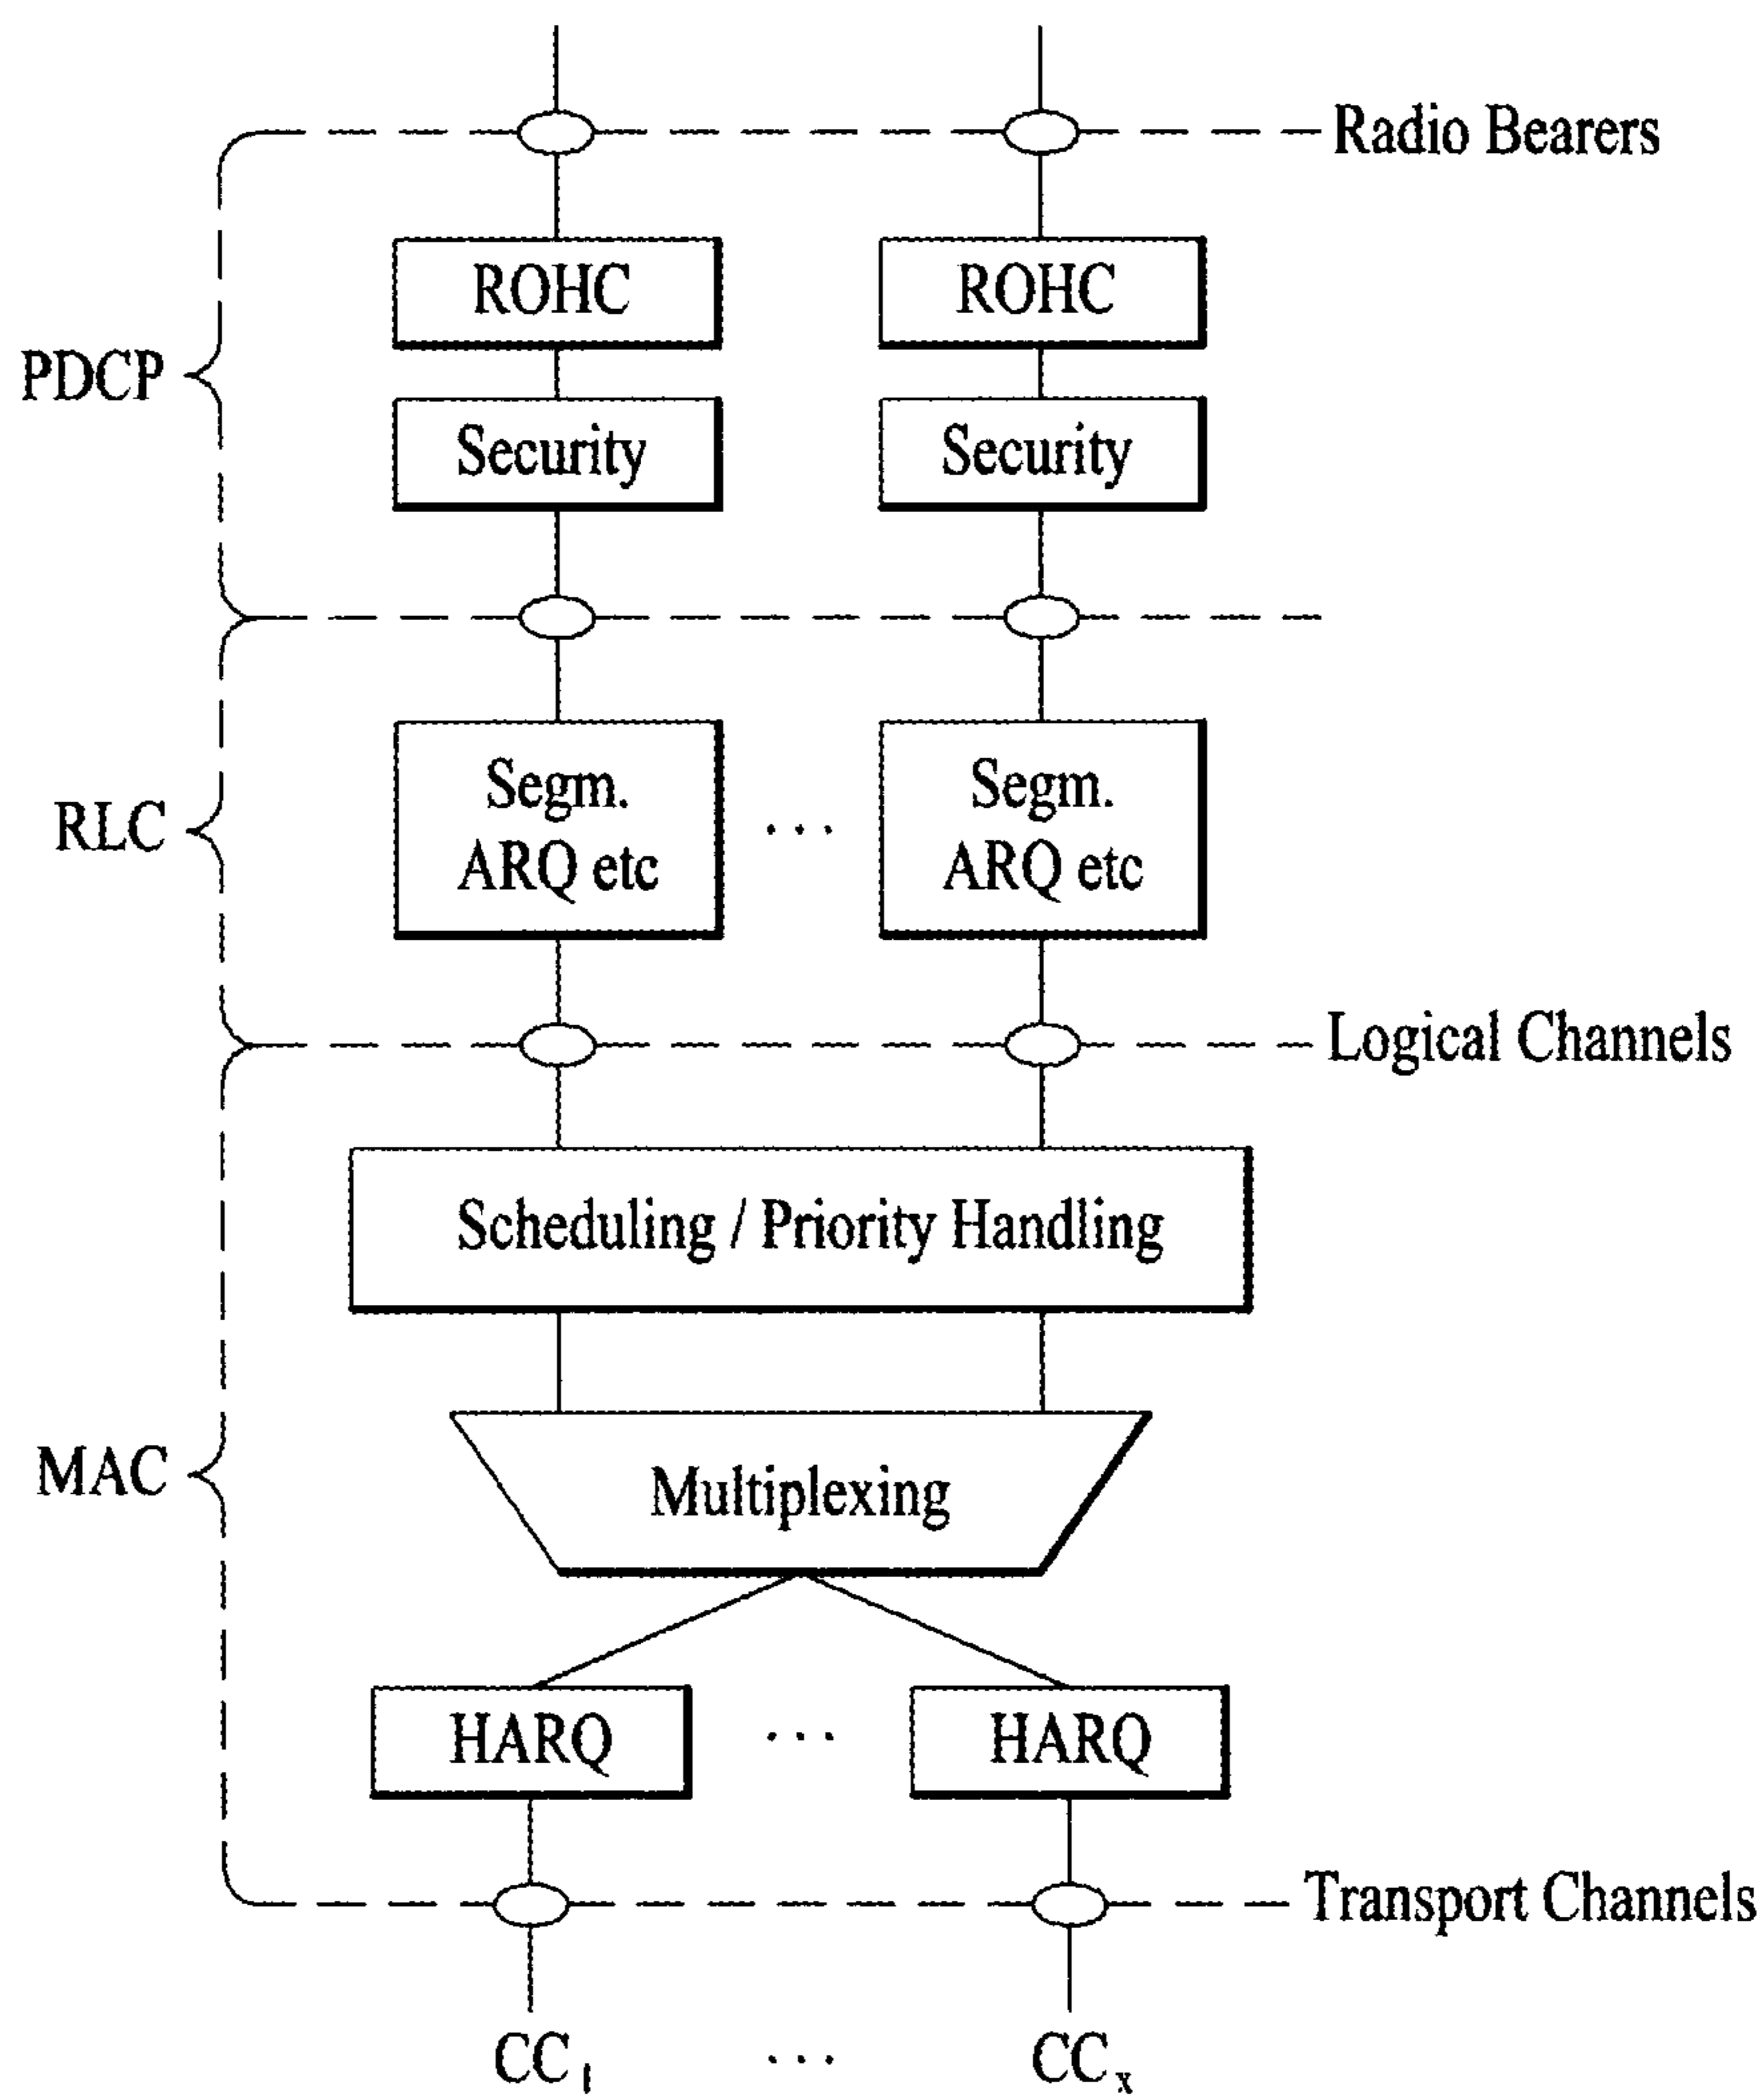 Radio Bearers
ROHC
ROHC
PDCP
Security
Security
Segm.
ARQ etc
...
Segm.
ARQ etc
RLC
Logical Channels
Scheduling / Priority Handling
Multiplexing
MAC
HARQ
...
HARQ
Transport Channels
CC1
...
CCx